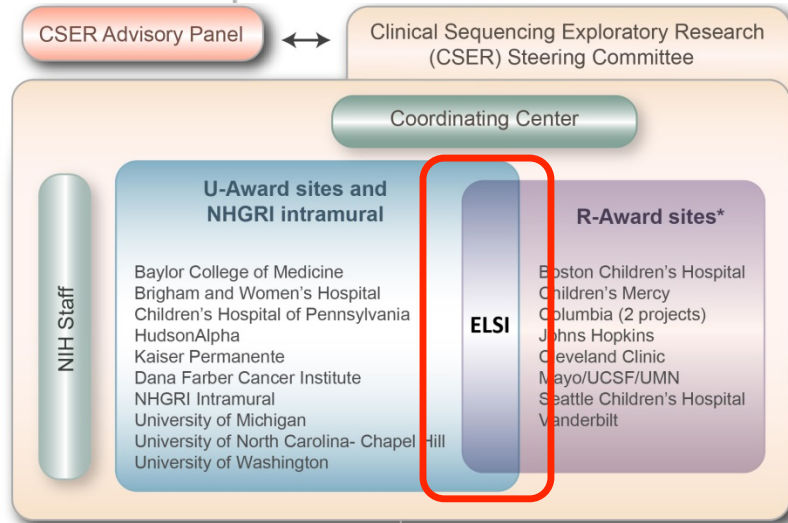 CSER Advisory Panel
Clinical Sequencing Exploratory Research
(CSER) Steering Committee
Coordinating Center
NIH Staff
U-Award sites and
NHGRI intramural
Baylor College of Medicine
Brigham and Women's Hospital
Children's Hospital of Pennsylvania
HudsonAlpha
Kaiser Permanente
Dana Farber Cancer Institute
NHGRI Intramural
University of Michigan
University of North Carolina- Chapel Hill
University of Washington
ELSI
R-Award sites*
Boston Children's Hospital
Children's Mercy
Columbia (2 projects)
Johns Hopkins
Cleveland Clinic
Mayo/UCSF/UMN
Seattle Children's Hospital
Vanderbilt